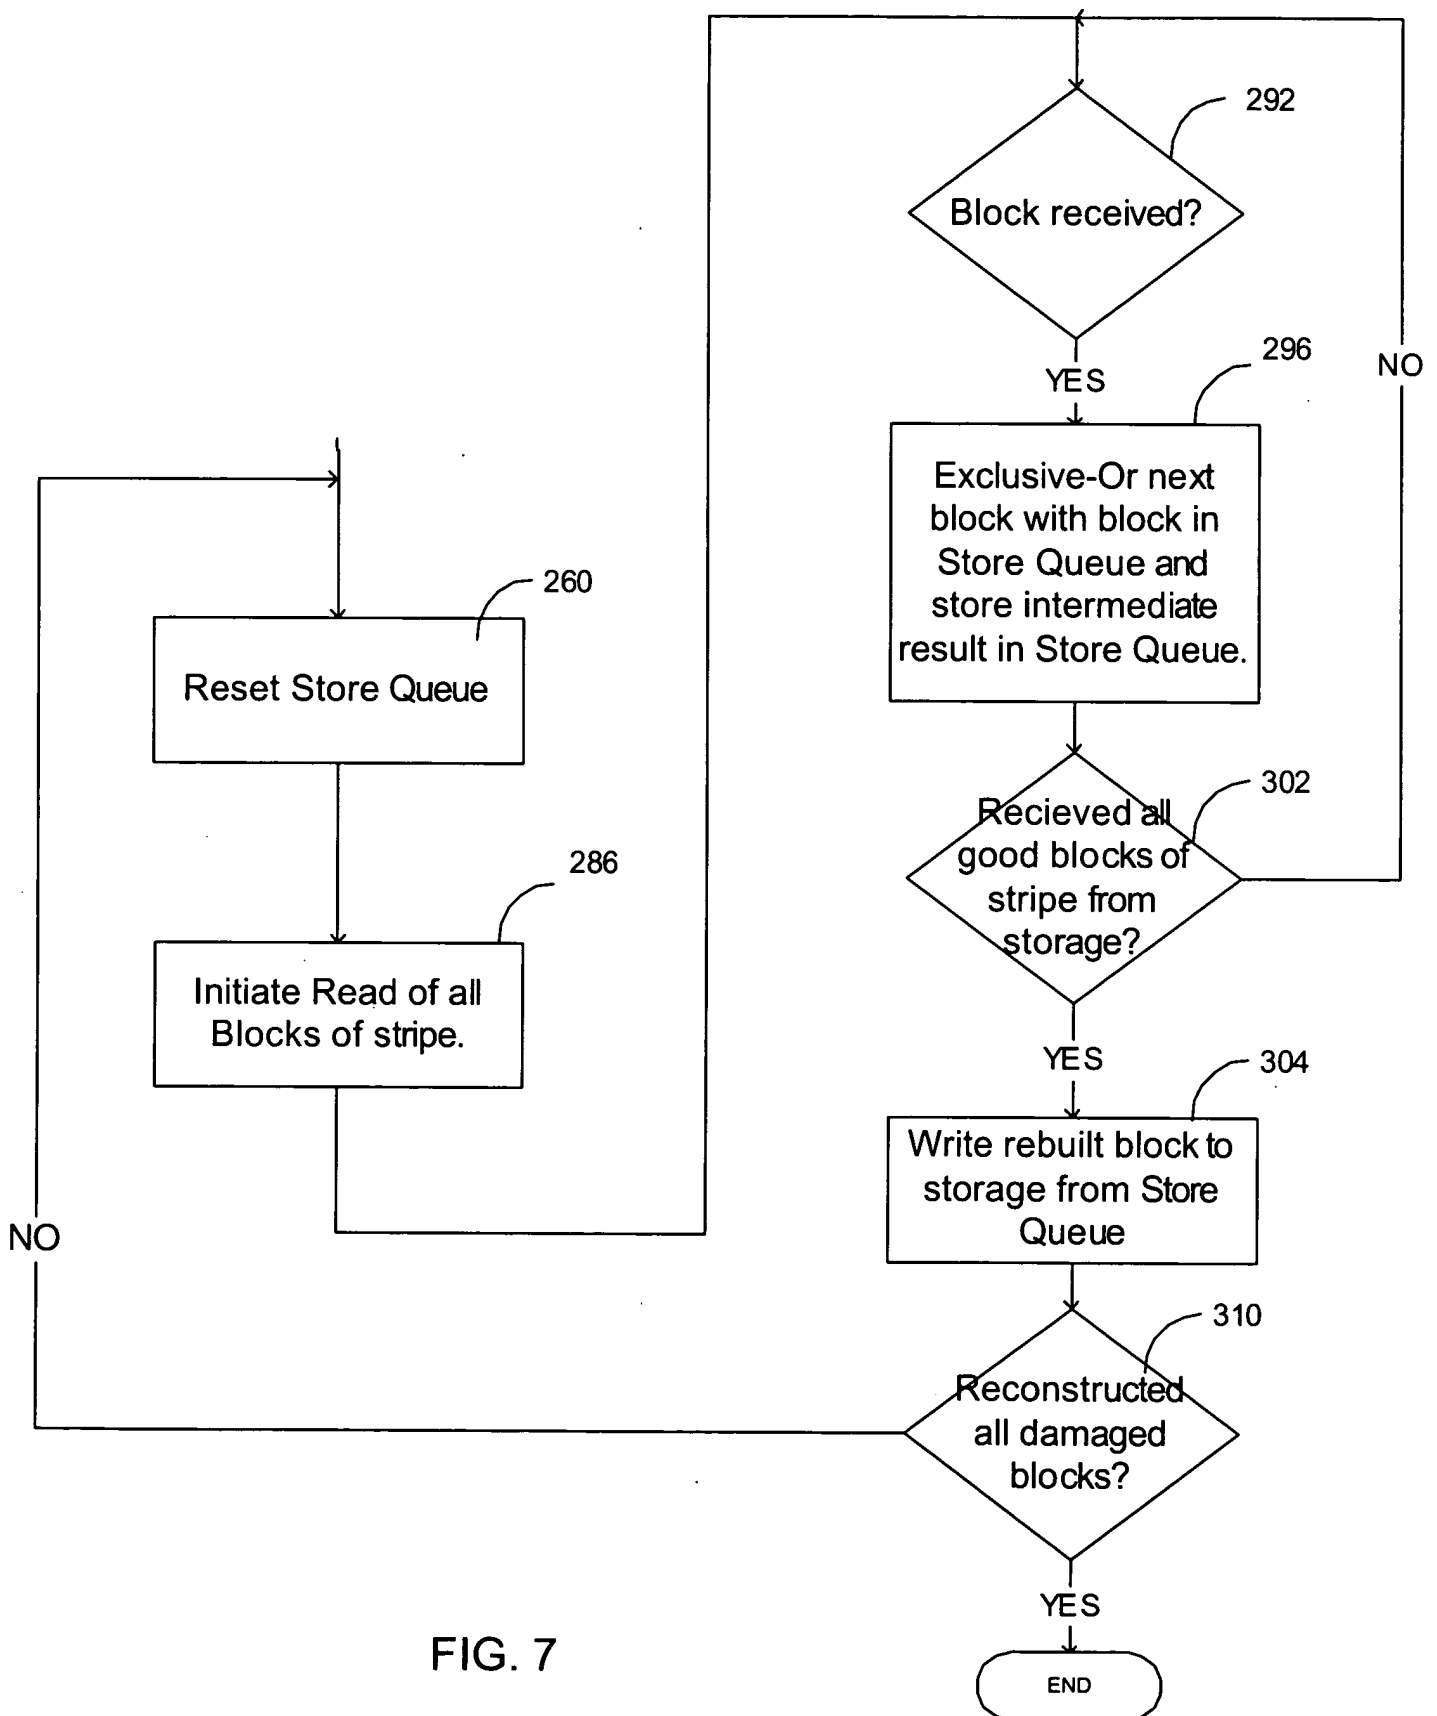 292
Block received?
YES
NO
296
Exclusive-Or next
block with block in
Store Queue and
store intermediate
result in Store Queue.
260
Reset Store Queue
302
Recieved all
good blocks of
stripe from
storage?
286
Initiate Read of all
Blocks of stripe.
YES
304
Write rebuilt block to
storage from Store
Queue
NO
310
Reconstructed
all damaged
blocks?
YES
END
FIG. 7